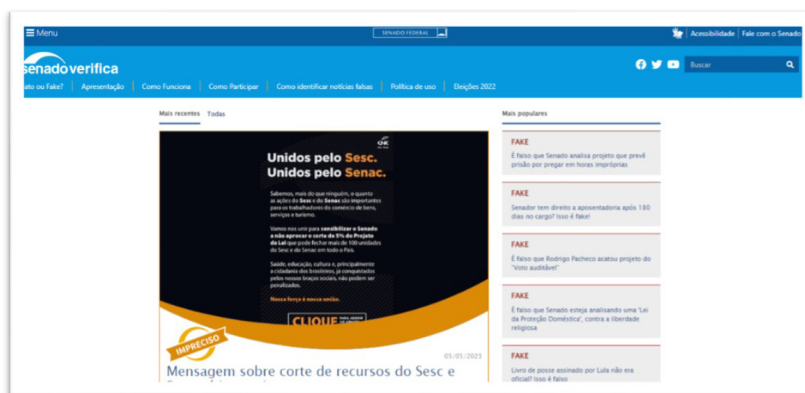 Menu
SENADO FEDERAL
Acessibilidade
Fale com o Senado
senadoverifica
Buscar
ato ou Fake?
Apresentação
Como Funciona
Como Participar
Como identificar notícias falsas
Política de uso
Eleições 2022
Mais recentes
Todas
CNC
Unidos pelo Sesc.
Unidos pelo Senac.
Sabemos, mais do que ninguém, o quanto
as ações do Sesc e do Senac são importantes
para os trabalhadores do comércio de bens,
serviços e turismo.
Vamos nos unir para sensibilizar o Senado
a não aprovar o corte de 5% do Projeto
de Lei que pode fechar mais de 100 unidades
do Sesc e do Senac em todo o País.
Saúde, educação, cultura e, principalmente
a cidadania dos brasileiros, já conquistados
pelos nossos braços sociais, não podem ser
penalizados.
Nossa força é nossa união.
CLIQUE
IMPRECISO
05/05/2023
Mensagem sobre corte de recursos do Sesc e
Mais populares
FAKE
É falso que Senado analisa projeto que prevê
prisão por pregar em horas impróprias
FAKE
Senador tem direito a aposentadoria após 180
dias no cargo? Isso é fake!
FAKE
É falso que Rodrigo Pacheco acatou projeto do
"Voto auditável"
FAKE
É falso que Senado esteja analisando uma 'Lei
da Proteção Doméstica', contra a liberdade
religiosa
FAKE
Livro de posse assinado por Lula não era
oficial? Isso é falso